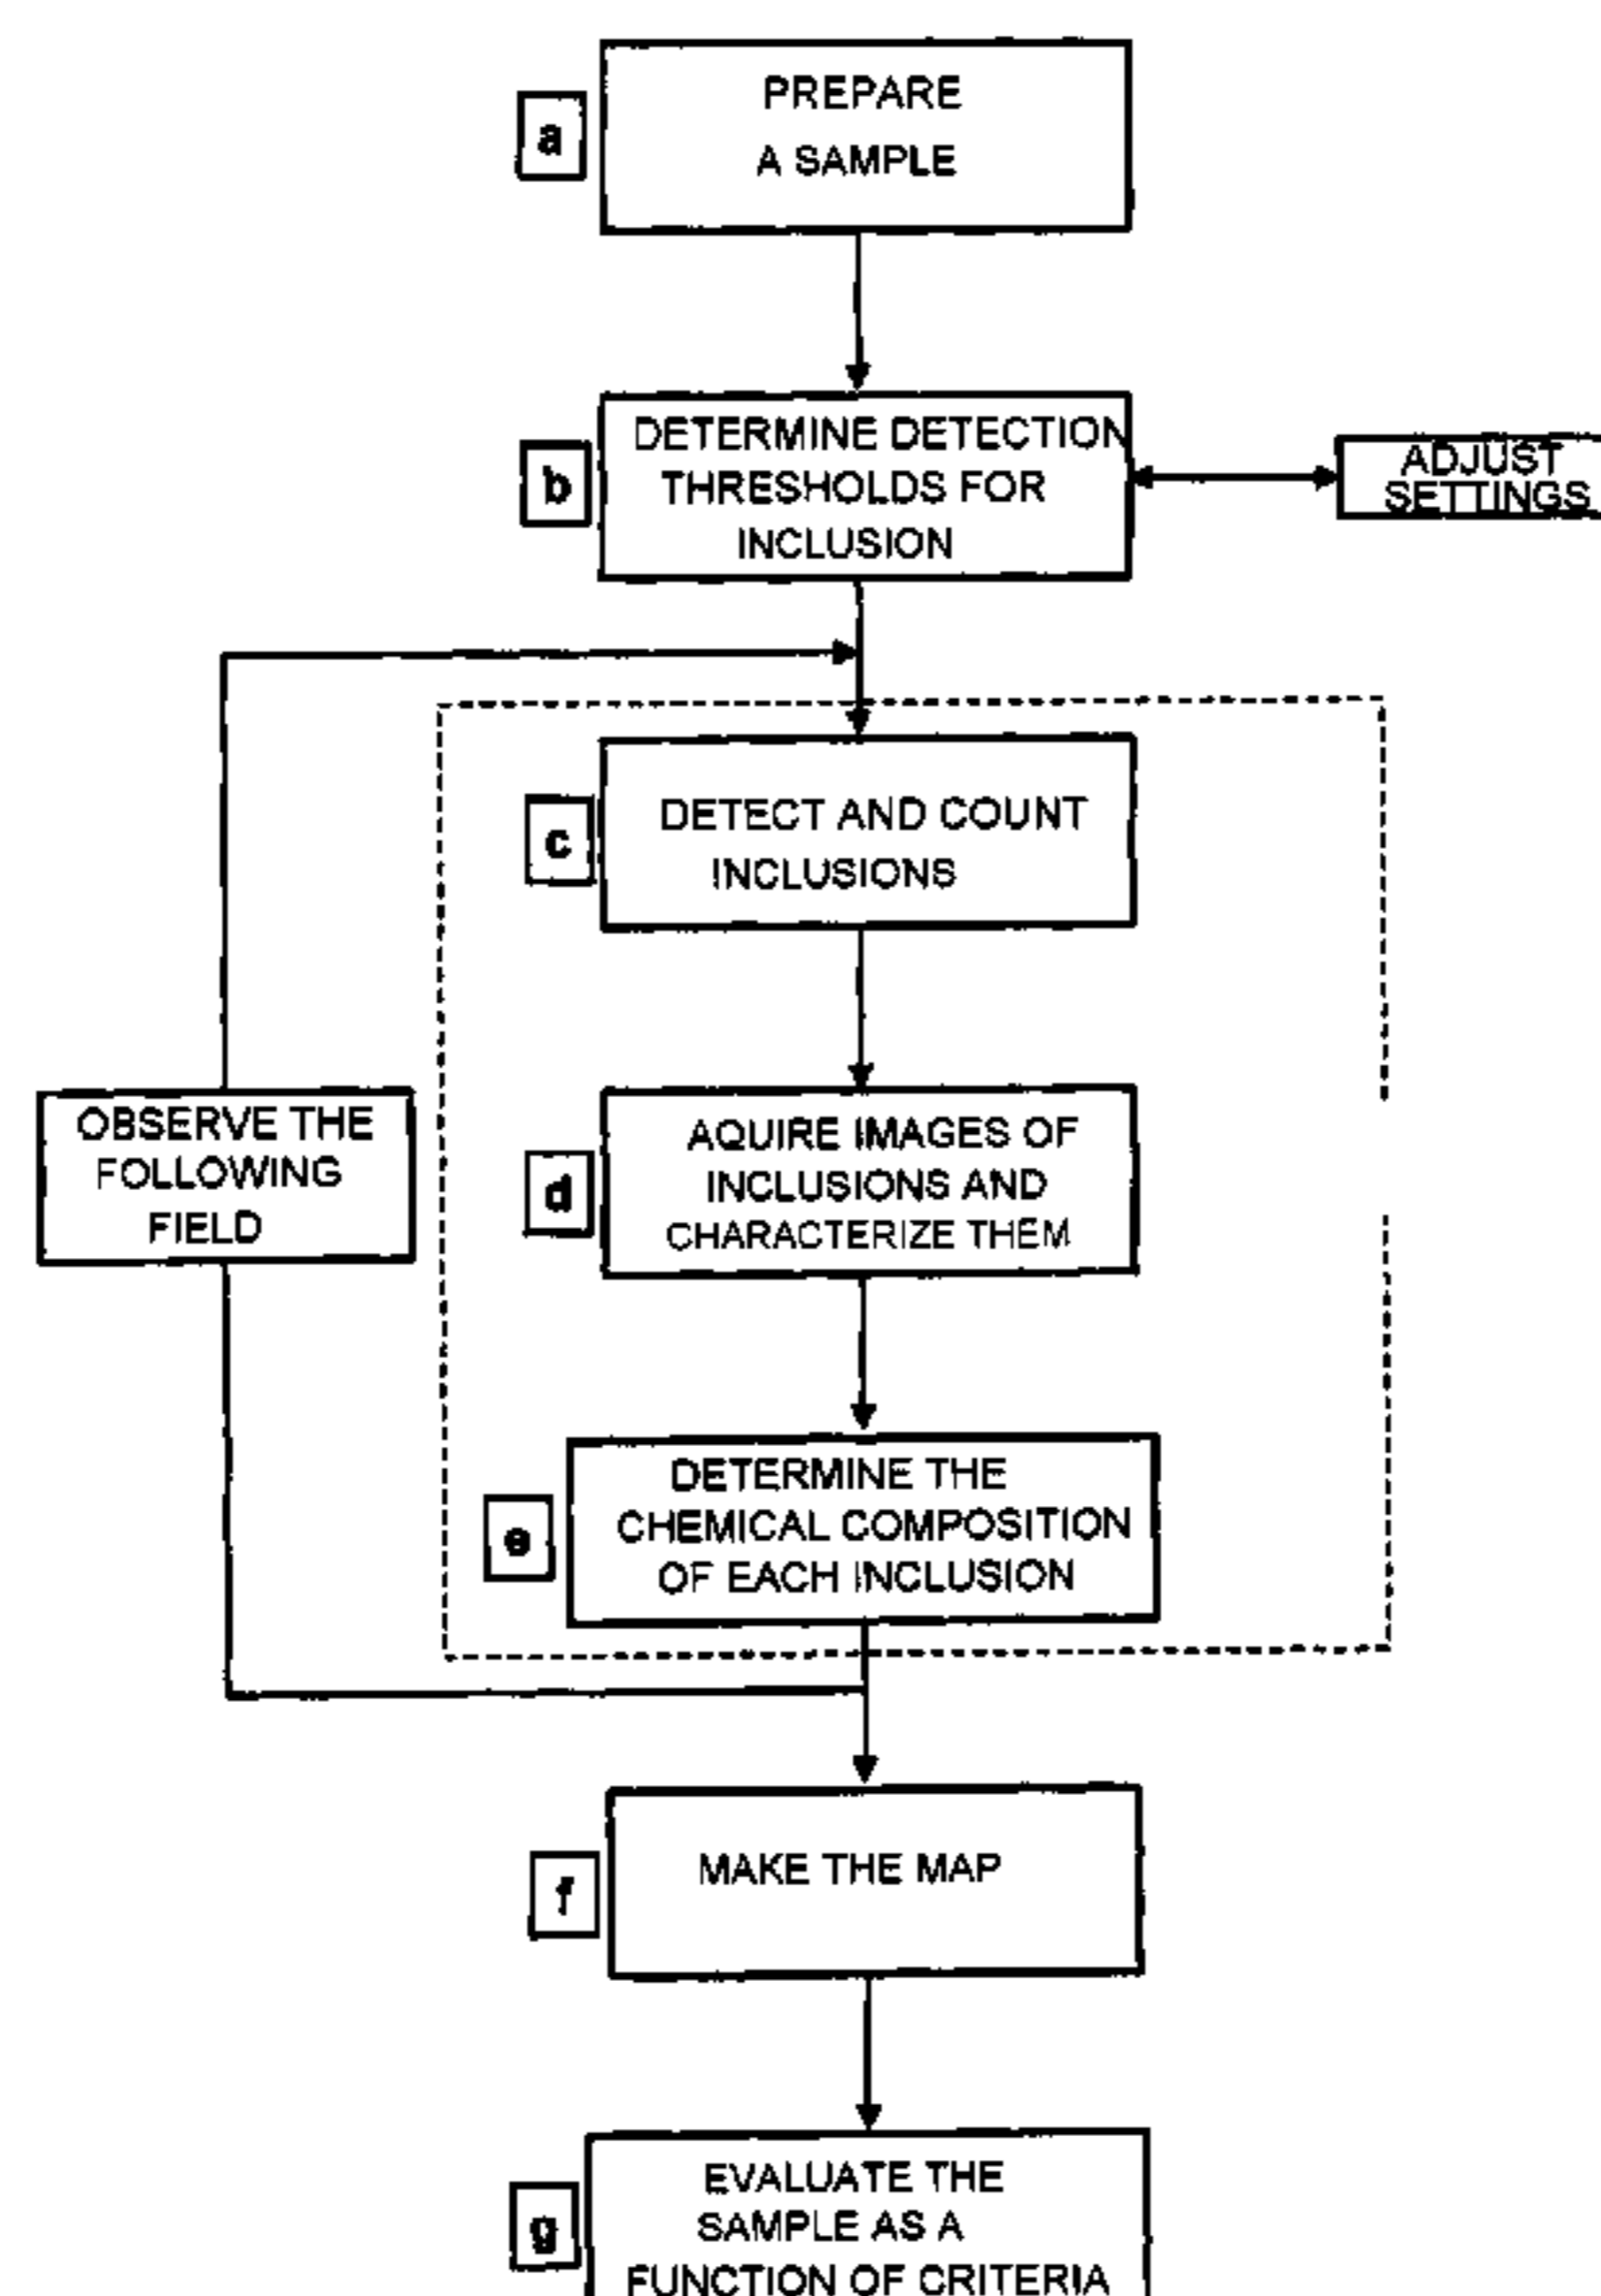 a
PREPARE
A SAMPLE
b
DETERMINE DETECTION
THRESHOLDS FOR
INCLUSION
ADJUST
SETTINGS
c
DETECT AND COUNT
INCLUSIONS
OBSERVE THE
FOLLOWING
FIELD
d
AQUIRE IMAGES OF
INCLUSIONS AND
CHARACTERIZE THEM
e
DETERMINE THE
CHEMICAL COMPOSITION
OF EACH INCLUSION
f
MAKE THE MAP
g
EVALUATE THE
SAMPLE AS A
FUNCTION OF CRITERIA